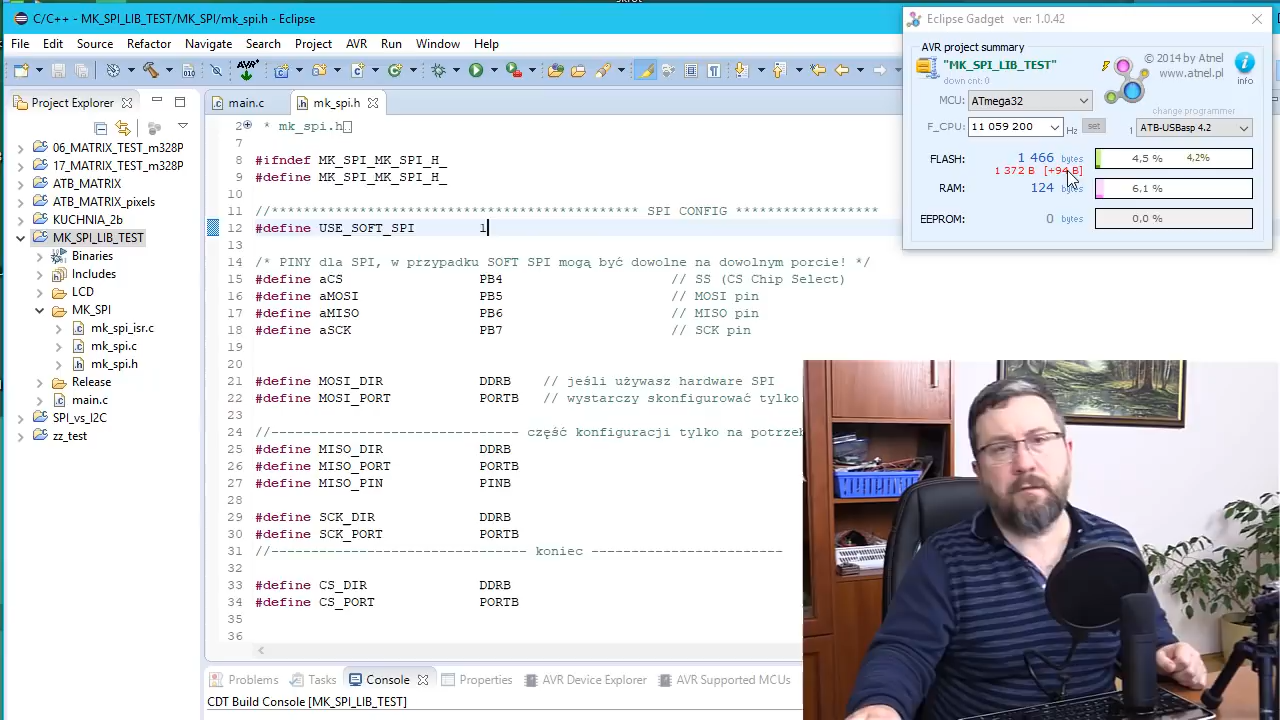 C/C++ - MK_SPI_LIB_TEST/MK_SPI/mk_spi.h - Eclipse
File Edit Source Refactor Navigate Search Project AVR Run Window Help
AVR
Project Explorer
06_MATRIX_TEST_m328P
17_MATRIX_TEST_m328P
ATB_MATRIX
ATB_MATRIX_pixels
KUCHNIA_2b
MK_SPI_LIB_TEST
Binaries
Includes
LCD
MK_SPI
mk_spi_isr.c
mk_spi.c
mk_spi.h
Release
main.c
SPI_vs_I2C
zz_test
main.c mk_spi.h
2 * mk_spi.h
7
8 #ifndef MK_SPI_MK_SPI_H_
9 #define MK_SPI_MK_SPI_H_
10
11 //********************************************** SPI CONFIG ******************
12 #define USE_SOFT_SPI 1
13
14 /* PINY dla SPI, w przypadku SOFT SPI mogą być dowolne na dowolnym porcie! */
15 #define aCS PB4 // SS (CS Chip Select)
16 #define aMOSI PB5 // MOSI pin
17 #define aMISO PB6 // MISO pin
18 #define aSCK PB7 // SCK pin
19
20
21 #define MOSI_DIR DDRB // jeśli używasz hardware SPI
22 #define MOSI_PORT PORTB // wystarczy skonfigurować tylko
23
24 //------------------------------- część konfiguracji tylko na potrzeb
25 #define MISO_DIR DDRB
26 #define MISO_PORT PORTB
27 #define MISO_PIN PINB
28
29 #define SCK_DIR DDRB
30 #define SCK_PORT PORTB
31 //-------------------------------- koniec ------------------------
32
33 #define CS_DIR DDRB
34 #define CS_PORT PORTB
35
36
Problems Tasks Console Properties AVR Device Explorer AVR Supported MCUs
CDT Build Console [MK_SPI_LIB_TEST]
Eclipse Gadget ver: 1.0.42
AVR project summary
"MK_SPI_LIB_TEST"
down cnt: 0
© 2014 by Atnel
www.atnel.pl
info
MCU: ATmega32
change programmer
F_CPU: 11 059 200 Hz set 1 ATB-USBasp 4.2
FLASH: 1 466 bytes 4,5 % 4,2%
1 372 B [+94 B]
RAM: 124 bytes 6,1 %
EEPROM: 0 bytes 0,0 %